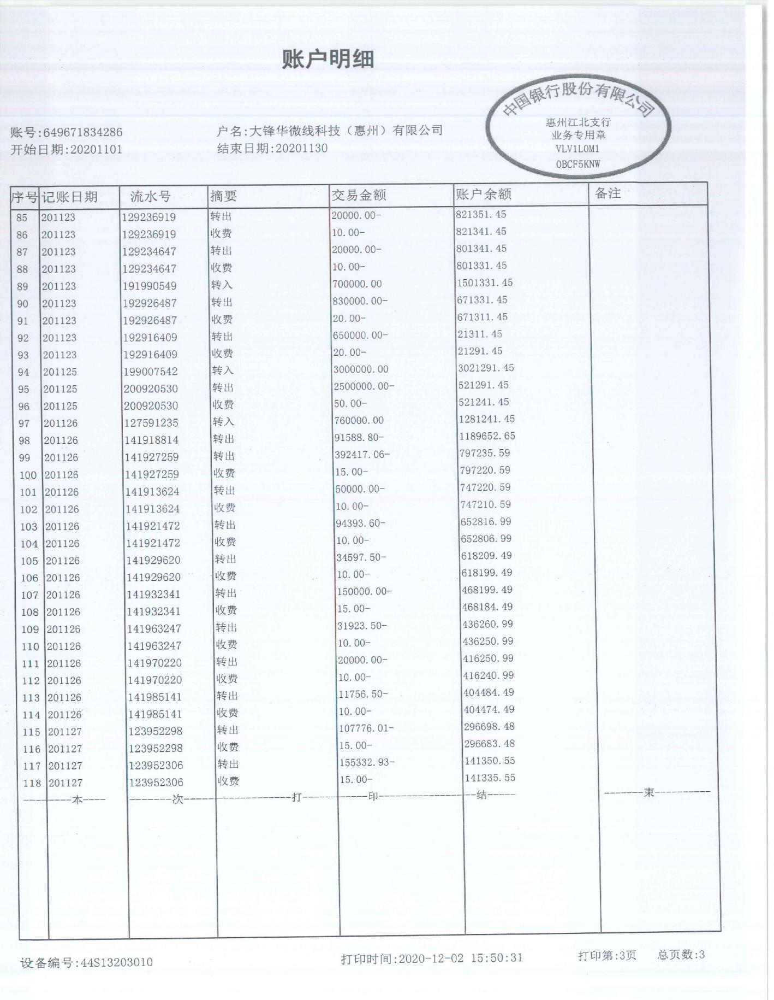 账户明细
中国银行股份有限公司
惠州江北支行
业务专用章
VLV1LOM1
OBCF5KNW
账号:649671834286 户名:大锋华微线科技（惠州）有限公司
开始日期:20201101 结束日期:20201130
序号 记账日期 流水号 摘要 交易金额 账户余额 备注
85 201123 129236919 转出 20000.00- 821351.45
86 201123 129236919 收费 10.00- 821341.45
87 201123 129234647 转出 20000.00- 801341.45
88 201123 129234647 收费 10.00- 801331.45
89 201123 191990549 转入 700000.00 1501331.45
90 201123 192926487 转出 830000.00- 671331.45
91 201123 192926487 收费 20.00- 671311.45
92 201123 192916409 转出 650000.00- 21311.45
93 201123 192916409 收费 20.00- 21291.45
94 201125 199007542 转入 3000000.00 3021291.45
95 201125 200920530 转出 2500000.00- 521291.45
96 201125 200920530 收费 50.00- 521241.45
97 201126 127591235 转入 760000.00 1281241.45
98 201126 141918814 转出 91588.80- 1189652.65
99 201126 141927259 转出 392417.06- 797235.59
100 201126 141927259 收费 15.00- 797220.59
101 201126 141913624 转出 50000.00- 747220.59
102 201126 141913624 收费 10.00- 747210.59
103 201126 141921472 转出 94393.60- 652816.99
104 201126 141921472 收费 10.00- 652806.99
105 201126 141929620 转出 34597.50- 618209.49
106 201126 141929620 收费 10.00- 618199.49
107 201126 141932341 转出 150000.00- 468199.49
108 201126 141932341 收费 15.00- 468184.49
109 201126 141963247 转出 31923.50- 436260.99
110 201126 141963247 收费 10.00- 436250.99
111 201126 141970220 转出 20000.00- 416250.99
112 201126 141970220 收费 10.00- 416240.99
113 201126 141985141 转出 11756.50- 404484.49
114 201126 141985141 收费 10.00- 404474.49
115 201127 123952298 转出 107776.01- 296698.48
116 201127 123952298 收费 15.00- 296683.48
117 201127 123952306 转出 155332.93- 141350.55
118 201127 123952306 收费 15.00- 141335.55
---------本---- -------次--------------------打------------印----------------结----- -------束----------
设备编号:44S13203010 打印时间:2020-12-02 15:50:31 打印第:3页 总页数:3